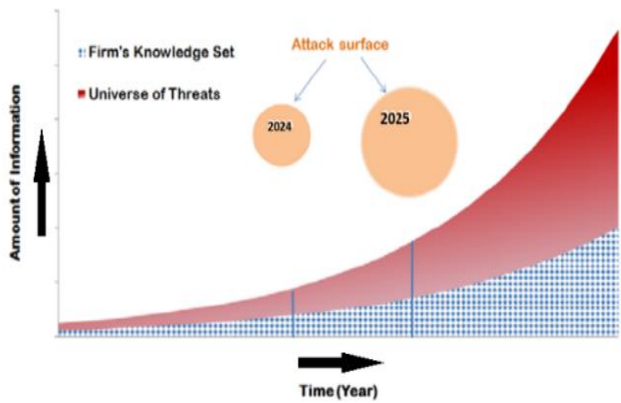 Attack surface
Firm's Knowledge Set
Universe of Threats
2024
2025
Amount of Information
Time (Year)